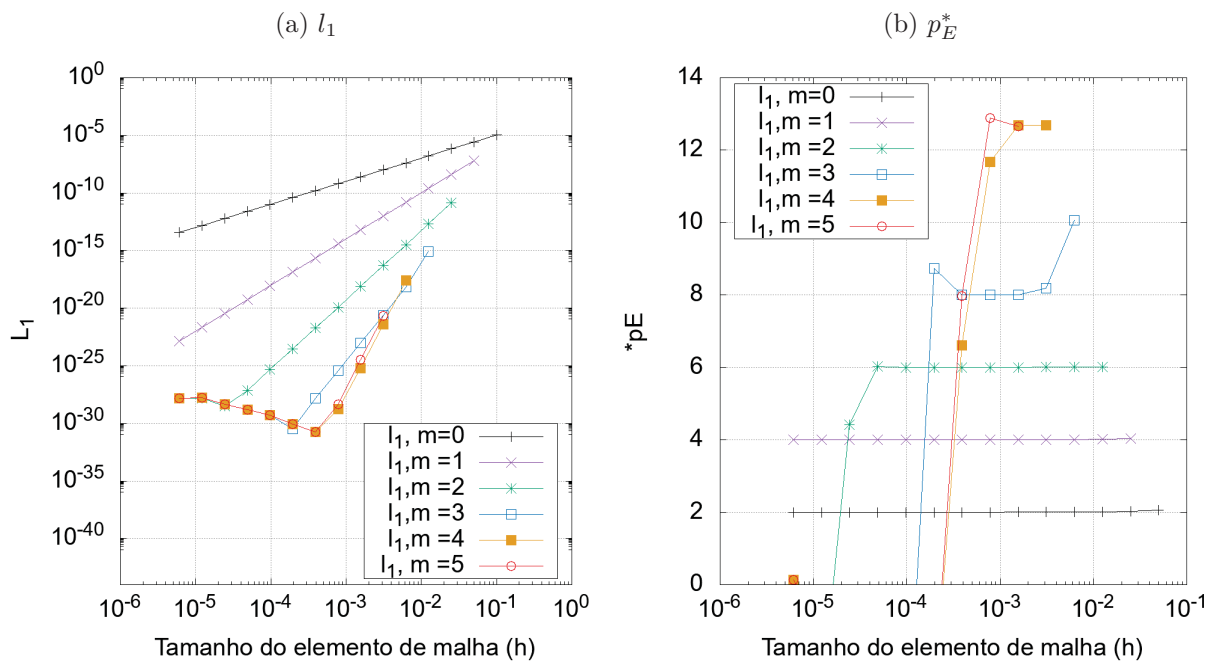 (a) l₁
10⁰
10⁻⁵
10⁻¹⁰
10⁻¹⁵
10⁻²⁰
10⁻²⁵
10⁻³⁰
10⁻³⁵
10⁻⁴⁰
L₁
l₁, m=0
l₁,m =1
l₁,m =2
l₁,m =3
l₁,m =4
l₁, m =5
10⁻⁶ 10⁻⁵ 10⁻⁴ 10⁻³ 10⁻² 10⁻¹ 10⁰
Tamanho do elemento de malha (h)
(b) p*_E
14
12
10
8
6
4
2
0
*pE
l₁, m=0
l₁,m =1
l₁,m =2
l₁,m =3
l₁,m =4
l₁, m =5
10⁻⁶ 10⁻⁵ 10⁻⁴ 10⁻³ 10⁻² 10⁻¹
Tamanho do elemento de malha (h)